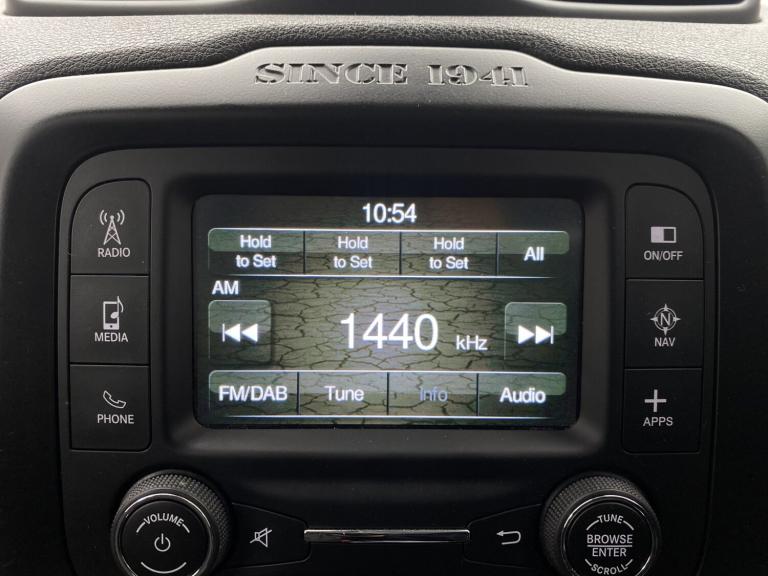 SINCE 1941
10:54
Hold to Set
Hold to Set
Hold to Set
All
AM
1440 kHz
FM/DAB
Tune
Info
Audio
RADIO
MEDIA
PHONE
ON/OFF
N
NAV
APPS
VOLUME
TUNE
BROWSE
ENTER
SCROLL